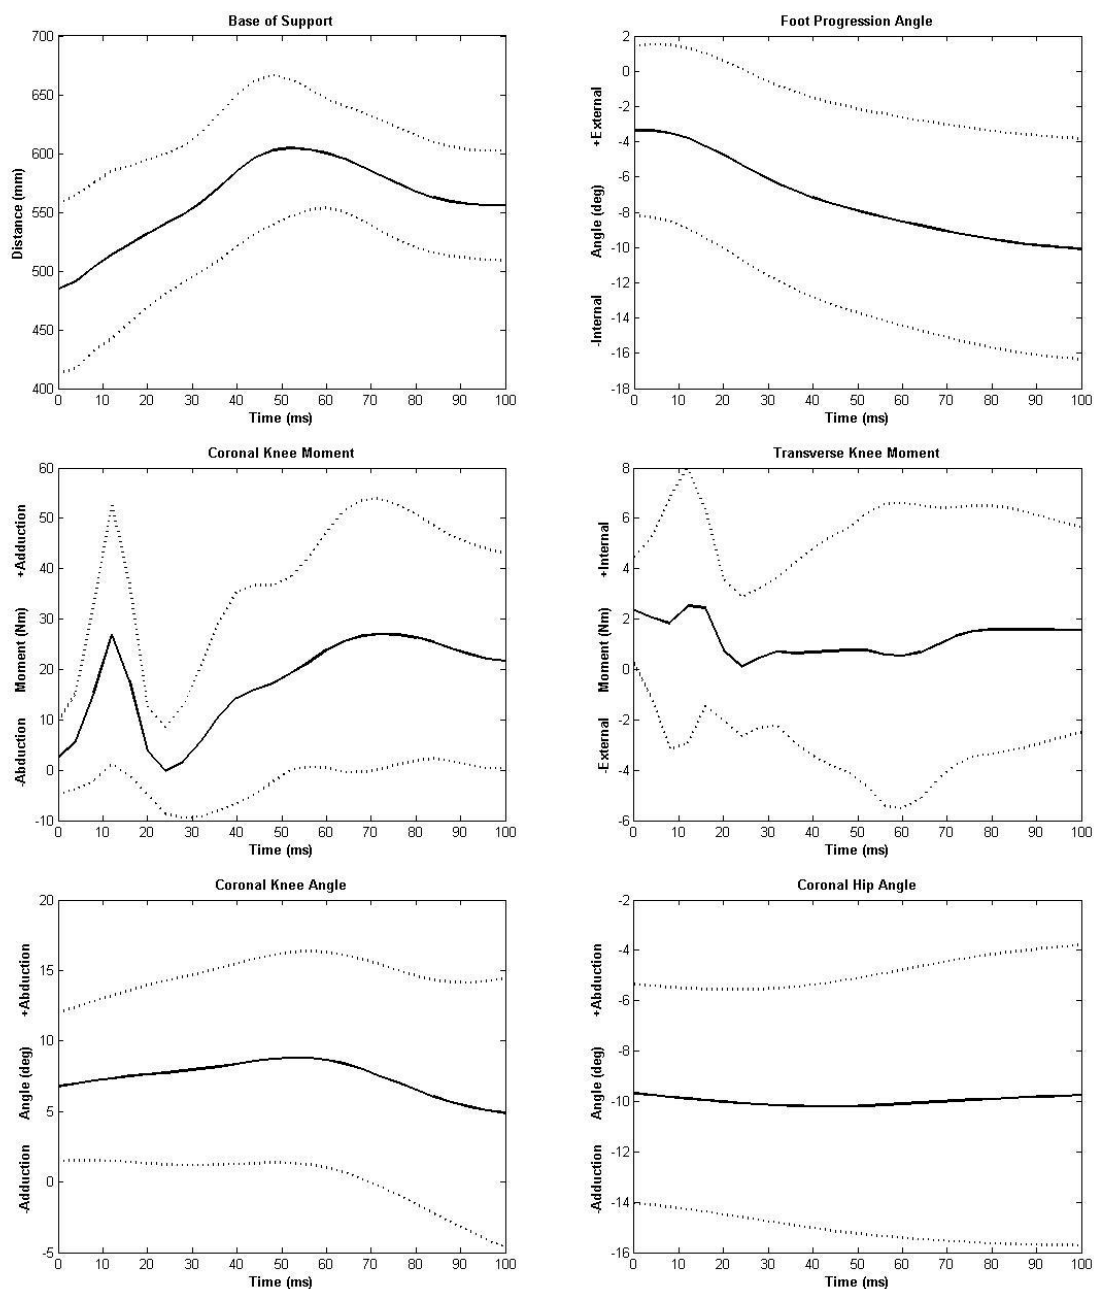 Base of Support
700
650
600
550
500
450
400
Distance (mm)
0 10 20 30 40 50 60 70 80 90 100
Time (ms)
Foot Progression Angle
2
0
-2
-4
-6
-8
-10
-12
-14
-16
-18
-Internal Angle (deg) +External
0 10 20 30 40 50 60 70 80 90 100
Time (ms)
Coronal Knee Moment
60
50
40
30
20
10
0
-10
-Abduction Moment (Nm) +Adduction
0 10 20 30 40 50 60 70 80 90 100
Time (ms)
Transverse Knee Moment
8
6
4
2
0
-2
-4
-6
-External Moment (Nm) +Internal
0 10 20 30 40 50 60 70 80 90 100
Time (ms)
Coronal Knee Angle
20
15
10
5
0
-5
-Adduction Angle (deg) +Abduction
0 10 20 30 40 50 60 70 80 90 100
Time (ms)
Coronal Hip Angle
-2
-4
-6
-8
-10
-12
-14
-16
-Adduction Angle (deg) +Abduction
0 10 20 30 40 50 60 70 80 90 100
Time (ms)